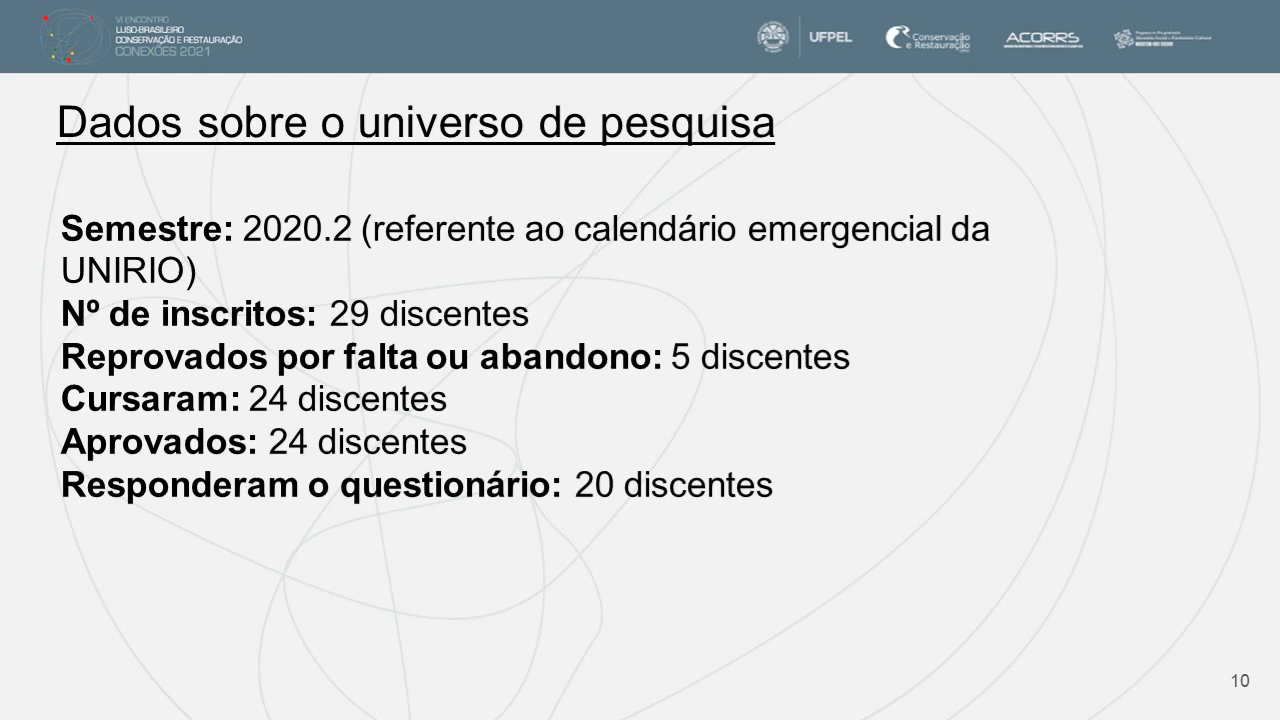 VI ENCONTRO
LUSO-BRASILEIRO
CONSERVAÇÃO E RESTAURAÇÃO
CONEXÕES 2021
UFPEL
Conservação
e Restauração
ACORRS
Dados sobre o universo de pesquisa
Semestre: 2020.2 (referente ao calendário emergencial da
UNIRIO)
Nº de inscritos: 29 discentes
Reprovados por falta ou abandono: 5 discentes
Cursaram: 24 discentes
Aprovados: 24 discentes
Responderam o questionário: 20 discentes
10